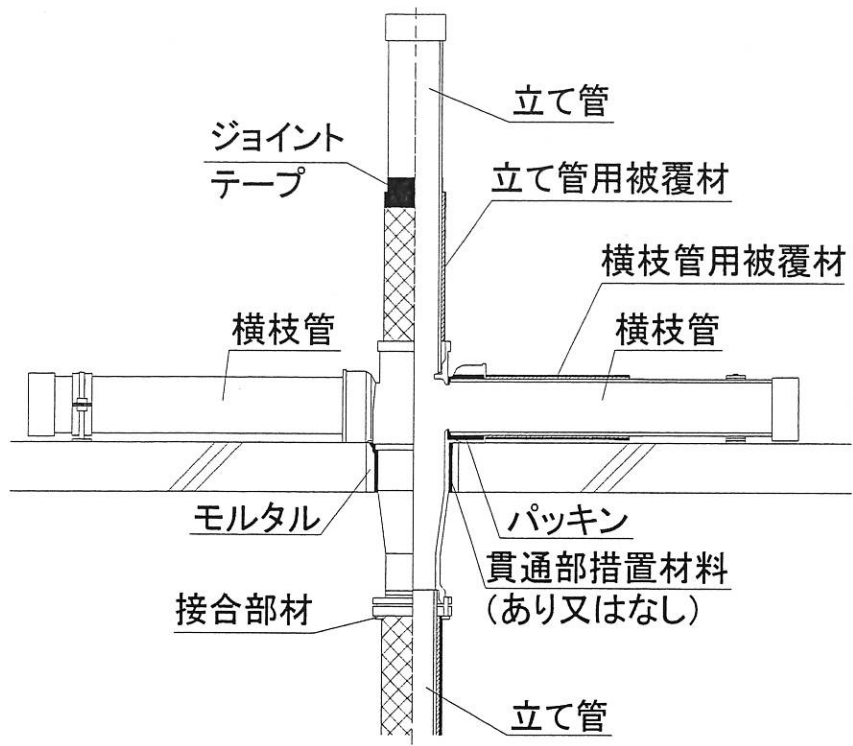 立て管
ジョイント
テープ
立て管用被覆材
横枝管用被覆材
横枝管
横枝管
モルタル
パッキン
貫通部措置材料
(あり又はなし)
接合部材
立て管